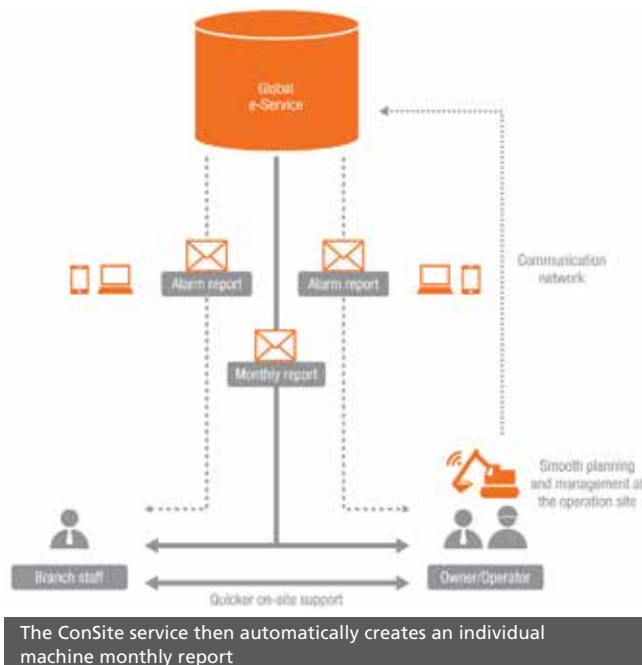 Global
e-Service
Alarm report
Alarm report
Communication
network
Monthly report
Smooth planning
and management at
the operation site
Branch staff
Owner/Operator
Quicker on-site support
The ConSite service then automatically creates an individual
machine monthly report